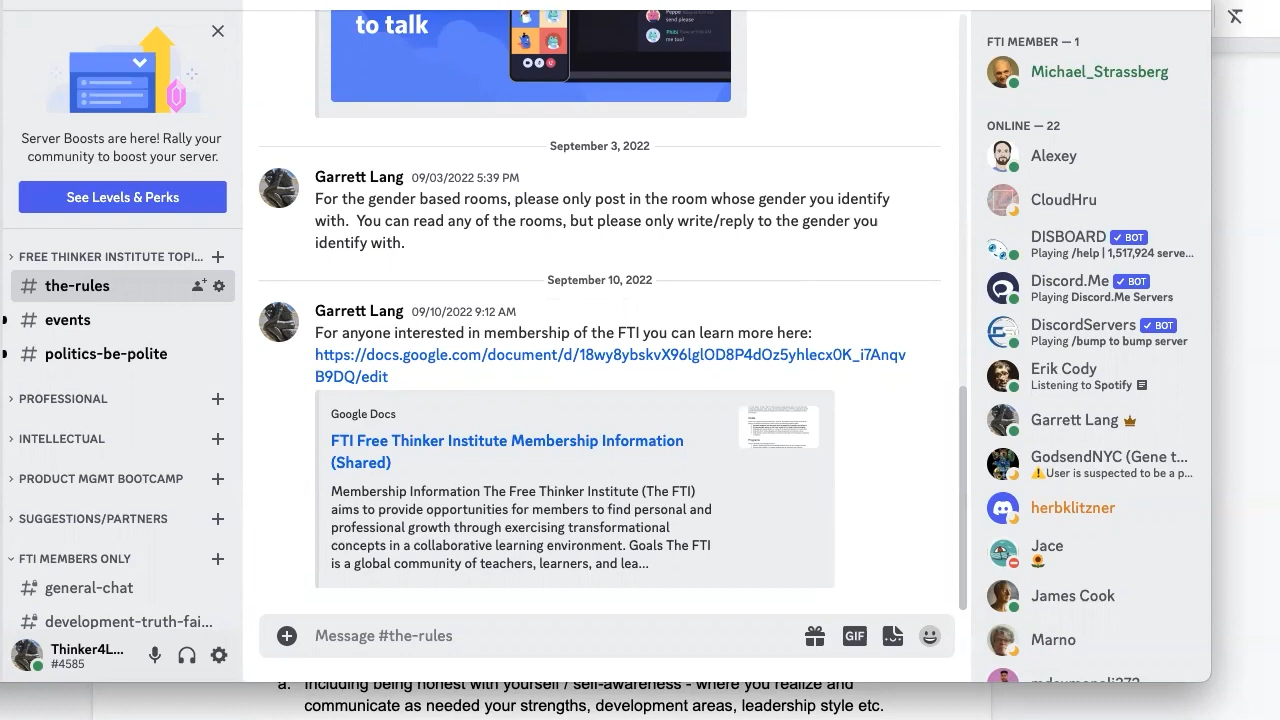 to talk
send please
me too!
Server Boosts are here! Rally your
community to boost your server.
See Levels & Perks
FREE THINKER INSTITUTE TOPI...
# the-rules
# events
# politics-be-polite
PROFESSIONAL
INTELLECTUAL
PRODUCT MGMT BOOTCAMP
SUGGESTIONS/PARTNERS
FTI MEMBERS ONLY
# general-chat
# development-truth-fai...
Thinker4L...
#4585
September 3, 2022
Garrett Lang 09/03/2022 5:39 PM
For the gender based rooms, please only post in the room whose gender you identify
with. You can read any of the rooms, but please only write/reply to the gender you
identify with.
September 10, 2022
Garrett Lang 09/10/2022 9:12 AM
For anyone interested in membership of the FTI you can learn more here:
https://docs.google.com/document/d/18wy8ybskvX96lglOD8P4dOz5yhlecx0K_i7Anqv
B9DQ/edit
Google Docs
FTI Free Thinker Institute Membership Information
(Shared)
Membership Information The Free Thinker Institute (The FTI)
aims to provide opportunities for members to find personal and
professional growth through exercising transformational
concepts in a collaborative learning environment. Goals The FTI
is a global community of teachers, learners, and lea...
Message #the-rules
GIF
FTI MEMBER — 1
Michael_Strassberg
ONLINE — 22
Alexey
CloudHru
DISBOARD ✓ BOT
Playing /help | 1,517,924 serve...
Discord.Me ✓ BOT
Playing Discord.Me Servers
DiscordServers ✓ BOT
Playing /bump to bump server
Erik Cody
Listening to Spotify
Garrett Lang
GodsendNYC (Gene t...
⚠User is suspected to be a p...
herbklitzner
Jace
James Cook
Marno
a. Including being honest with yourself / self-awareness - where you realize and
communicate as needed your strengths, development areas, leadership style etc.